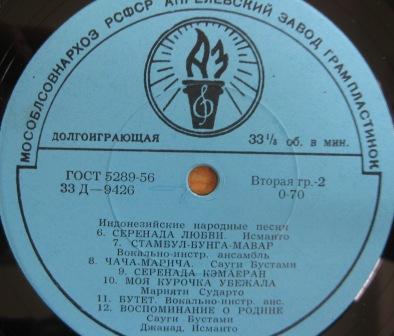 МОСОБЛСОВНАРХОЗ РСФСР АПРЕЛЕВСКИЙ ЗАВОД ГРАМПЛАСТИНОК
АЗ
ДОЛГОИГРАЮЩАЯ
33 1/3 об. в мин.
ГОСТ 5289-56
33 Д—9426
Вторая гр.-2
0-70
Индонезийские народные песни
6. СЕРЕНАДА ЛЮБВИ. Исманто
7. СТАМБУЛ-БУНГА-МАВАР
Вокально-инстр. ансамбль
8. ЧАЧА-МАРИЧА. Сауги Бустами
9. СЕРЕНАДА КЭМАЕРАН
10. МОЯ КУРОЧКА УБЕЖАЛА
Марияти Сударто
11. БУТЕТ. Вокально-инстр. анс.
12. ВОСПОМИНАНИЕ О РОДИНЕ
Сауги Бустами
Джанад, Исманто